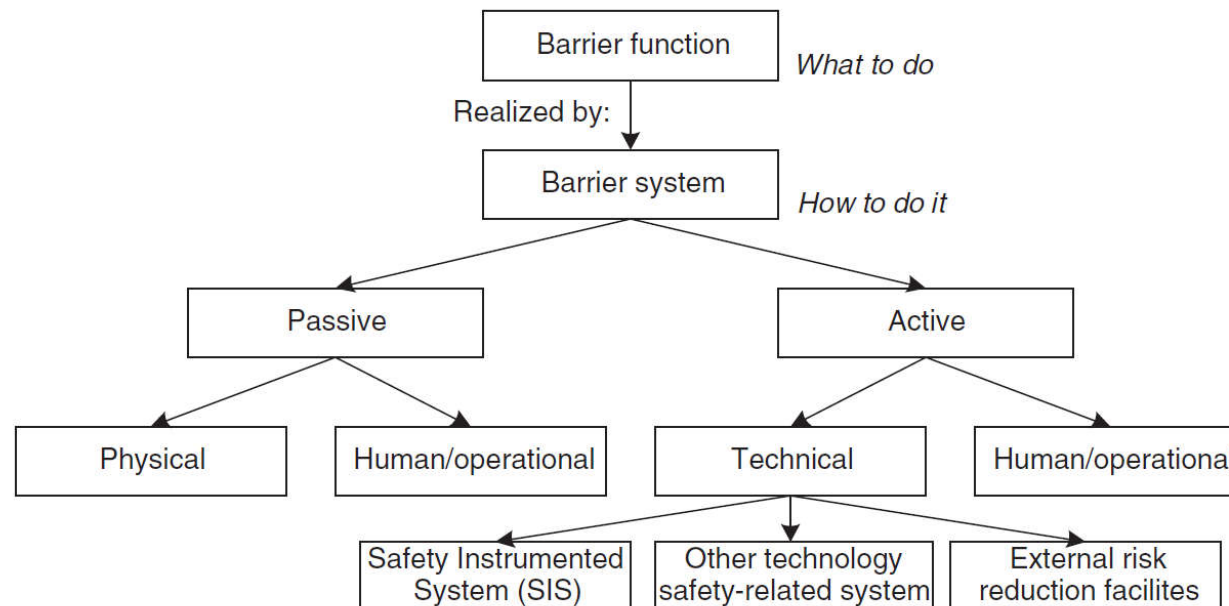 Barrier function
What to do
Realized by:
Barrier system
How to do it
Passive
Active
Physical
Human/operational
Technical
Human/operational
Safety Instrumented
System (SIS)
Other technology
safety-related system
External risk
reduction facilites